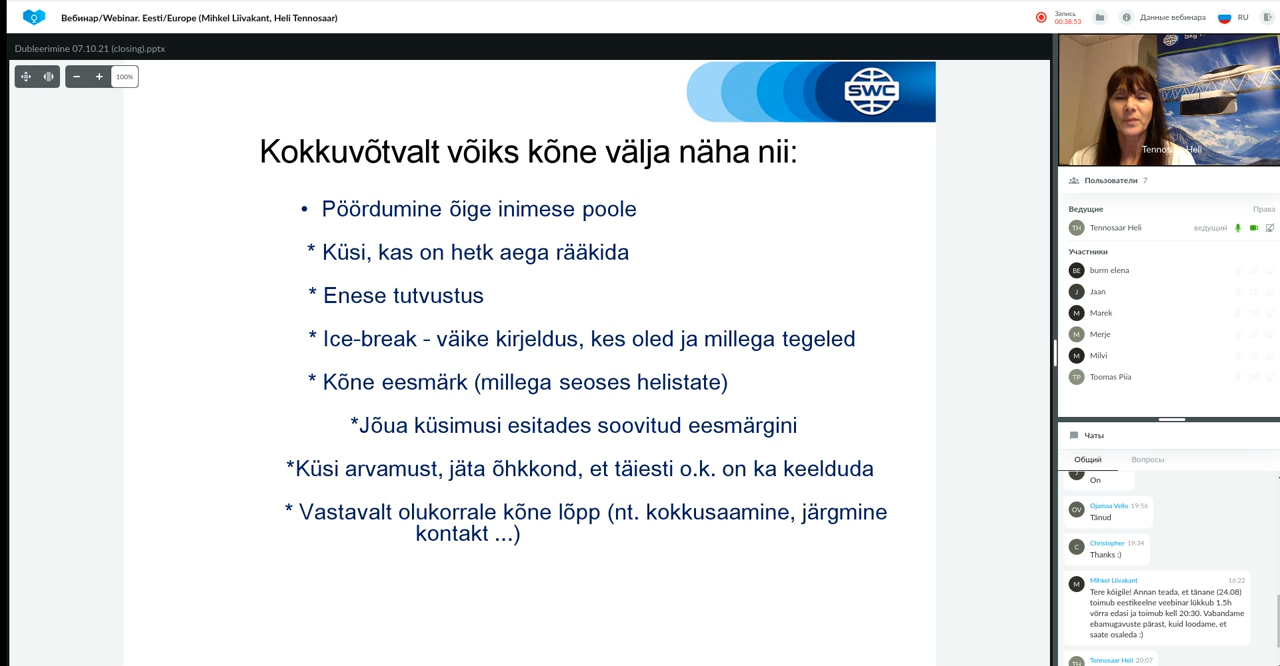 Вебинар/Webinar. Eesti/Europe (Mihkel Liivakant, Heli Tennosaar)
Запись
00:38:53
Данные вебинара
RU
Dubleerimine 07.10.21 (closing).pptx
100%
SWC
Kokkuvõtvalt võiks kõne välja näha nii:
• Pöördumine õige inimese poole
* Küsi, kas on hetk aega rääkida
* Enese tutvustus
* Ice-break - väike kirjeldus, kes oled ja millega tegeled
* Kõne eesmärk (millega seoses helistate)
*Jõua küsimusi esitades soovitud eesmärgini
*Küsi arvamust, jäta õhkkond, et täiesti o.k. on ka keelduda
* Vastavalt olukorrale kõne lõpp (nt. kokkusaamine, järgmine
kontakt ...)
Tennosaar Heli
Пользователи 7
Ведущие
Права
TH Tennosaar Heli ведущий
Участники
BE burm elena
J Jaan
M Marek
M Merje
M Milvi
TP Toomas Piia
Чаты
Общий
Вопросы
On
OV Ojamaa Vello 19:56
Tänud
C Christopher 19:34
Thanks :)
M Mihkel Liivakant 16:22
Tere kõigile! Annan teada, et tänane (24.08)
toimub eestikeelne veebinar lükkub 1.5h
võrra edasi ja toimub kell 20:30. Vabandame
ebamugavuste pärast, kuid loodame, et
saate osaleda :)
TH Tennosaar Heli 20:07